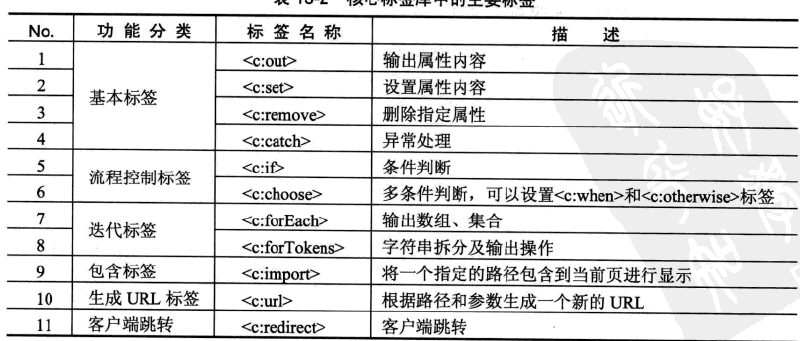 表 13-2 核心标签库中的主要标签
No. 功能分类 标签名称 描述
1 基本标签 <c:out> 输出属性内容
2 <c:set> 设置属性内容
3 <c:remove> 删除指定属性
4 <c:catch> 异常处理
5 流程控制标签 <c:if> 条件判断
6 <c:choose> 多条件判断，可以设置<c:when>和<c:otherwise>标签
7 迭代标签 <c:forEach> 输出数组、集合
8 <c:forTokens> 字符串拆分及输出操作
9 包含标签 <c:import> 将一个指定的路径包含到当前页进行显示
10 生成 URL 标签 <c:url> 根据路径和参数生成一个新的 URL
11 客户端跳转 <c:redirect> 客户端跳转